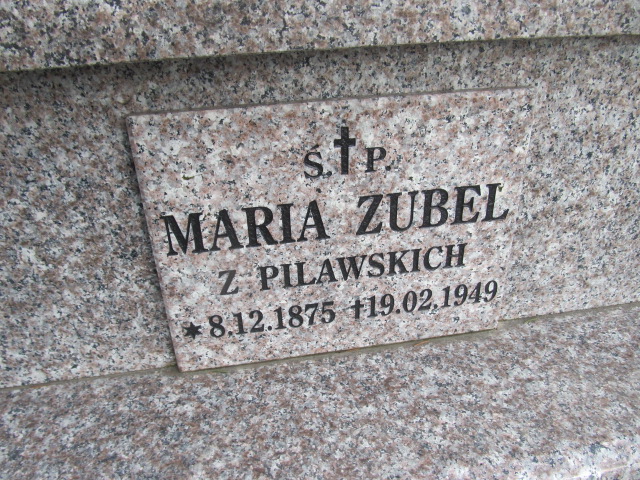 Ś.✝P.
MARIA ZUBEL
Z PILAWSKICH
★8.12.1875 †19.02.1949